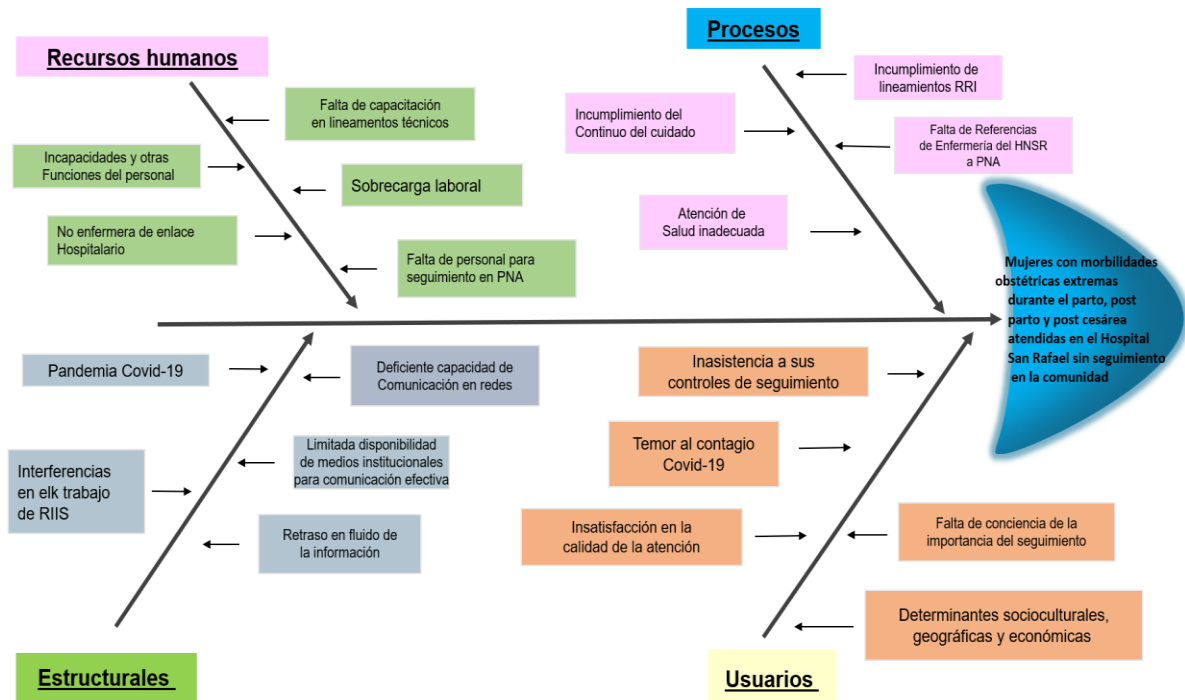 Recursos humanos
Falta de capacitación
en lineamentos técnicos
Incapacidades y otras
Funciones del personal
Sobrecarga laboral
No enfermera de enlace
Hospitalario
Falta de personal para
seguimiento en PNA
Procesos
Incumplimiento de
lineamientos RRI
Incumplimiento del
Continuo del cuidado
Falta de Referencias
de Enfermería del HNSR
a PNA
Atención de
Salud inadecuada
Mujeres con morbilidades
obstétricas extremas
durante el parto, post
parto y post cesárea
atendidas en el Hospital
San Rafael sin seguimiento
en la comunidad
Pandemia Covid-19
Deficiente capacidad de
Comunicación en redes
Limitada disponibilidad
de medios institucionales
para comunicación efectiva
Interferencias
en elk trabajo
de RIIS
Retraso en fluido de
la información
Estructurales
Inasistencia a sus
controles de seguimiento
Temor al contagio
Covid-19
Insatisfacción en la
calidad de la atención
Falta de conciencia de la
importancia del seguimiento
Determinantes socioculturales,
geográficas y económicas
Usuarios